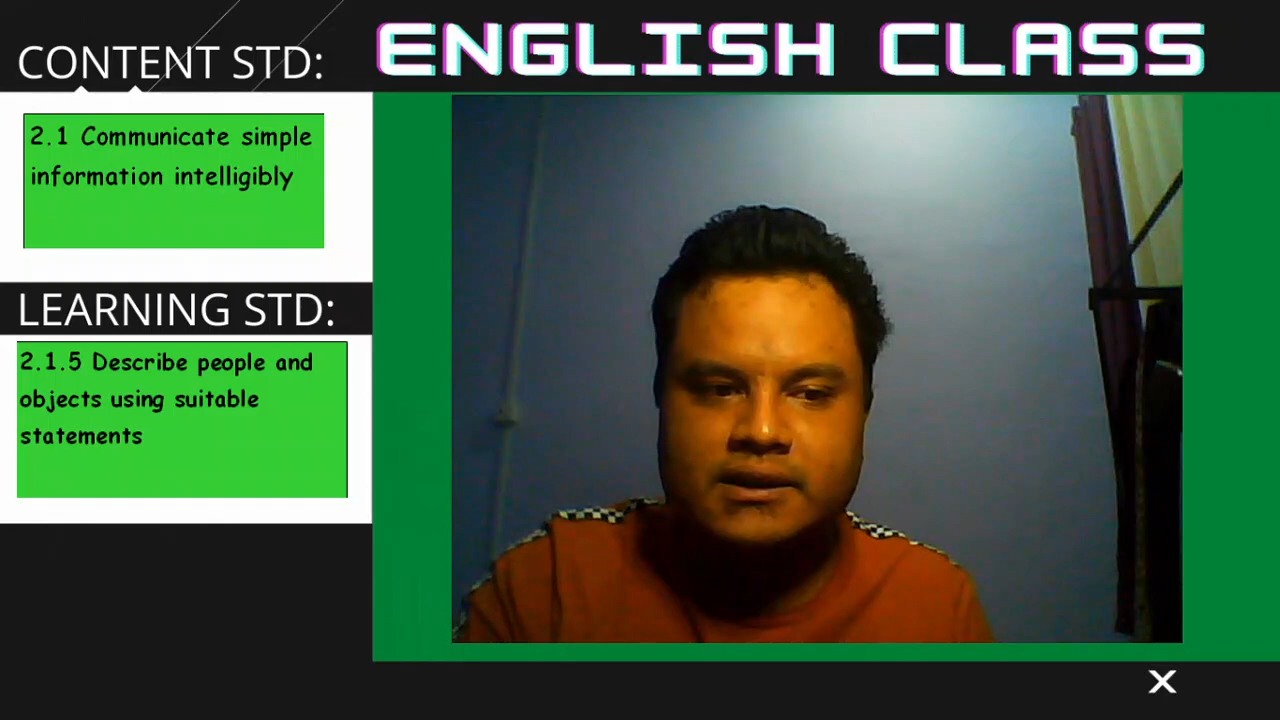 CONTENT STD:
ENGLISH CLASS
2.1 Communicate simple
information intelligibly
LEARNING STD:
2.1.5 Describe people and
objects using suitable
statements
X